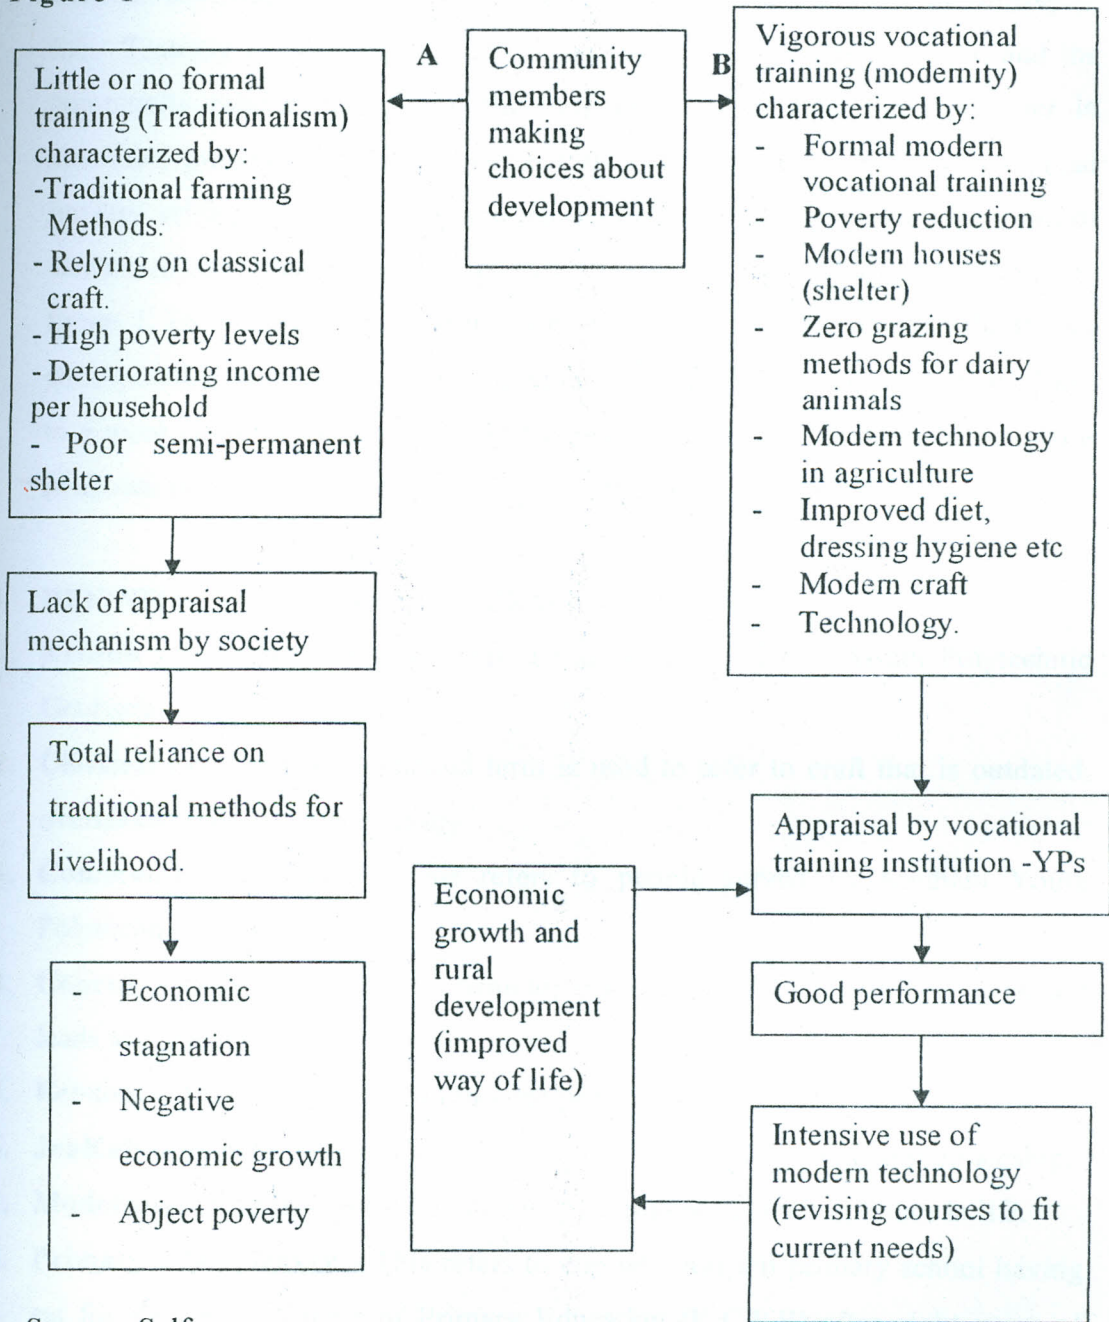 Little or no formal
training (Traditionalism)
characterized by:
-Traditional farming
Methods.
- Relying on classical
craft.
- High poverty levels
- Deteriorating income
per household
- Poor semi-permanent
shelter
A
Community
members
making
choices about
development
B
Vigorous vocational
training (modernity)
characterized by:
- Formal modern
vocational training
- Poverty reduction
- Modern houses
(shelter)
- Zero grazing
methods for dairy
animals
- Modern technology
in agriculture
- Improved diet,
dressing hygiene etc
- Modern craft
- Technology.
Lack of appraisal
mechanism by society
Total reliance on
traditional methods for
livelihood.
- Economic
stagnation
- Negative
economic growth
- Abject poverty
Economic
growth and
rural
development
(improved
way of life)
Appraisal by vocational
training institution -YPs
Good performance
Intensive use of
modern technology
(revising courses to fit
current needs)